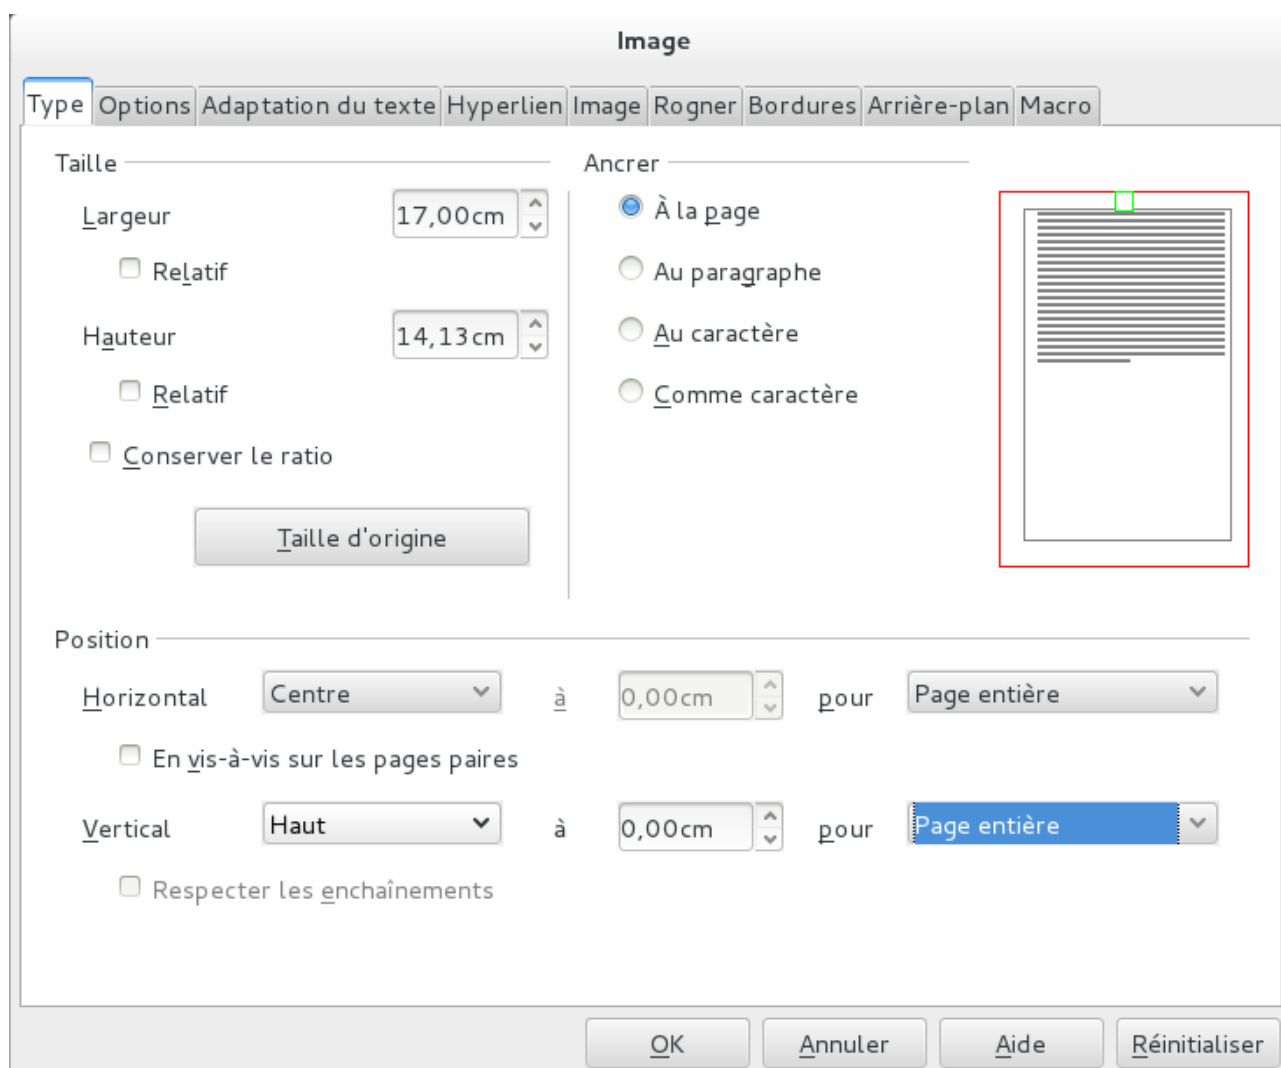 Image
Type Options Adaptation du texte Hyperlien Image Rogner Bordures Arrière-plan Macro
Taille
Largeur 17,00cm
Relatif
Hauteur 14,13cm
Relatif
Conserver le ratio
Taille d'origine
Ancrer
À la page
Au paragraphe
Au caractère
Comme caractère
Position
Horizontal Centre à 0,00cm pour Page entière
En vis-à-vis sur les pages paires
Vertical Haut à 0,00cm pour Page entière
Respecter les enchaînements
OK Annuler Aide Réinitialiser